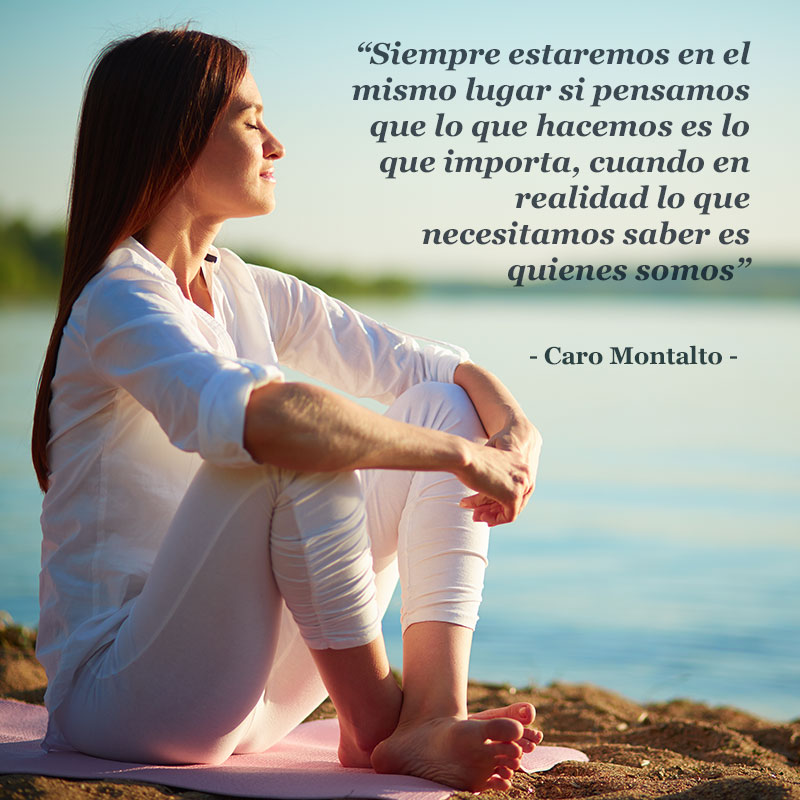 “Siempre estaremos en el
mismo lugar si pensamos
que lo que hacemos es lo
que importa, cuando en
realidad lo que
necesitamos saber es
quienes somos”
- Caro Montalto -